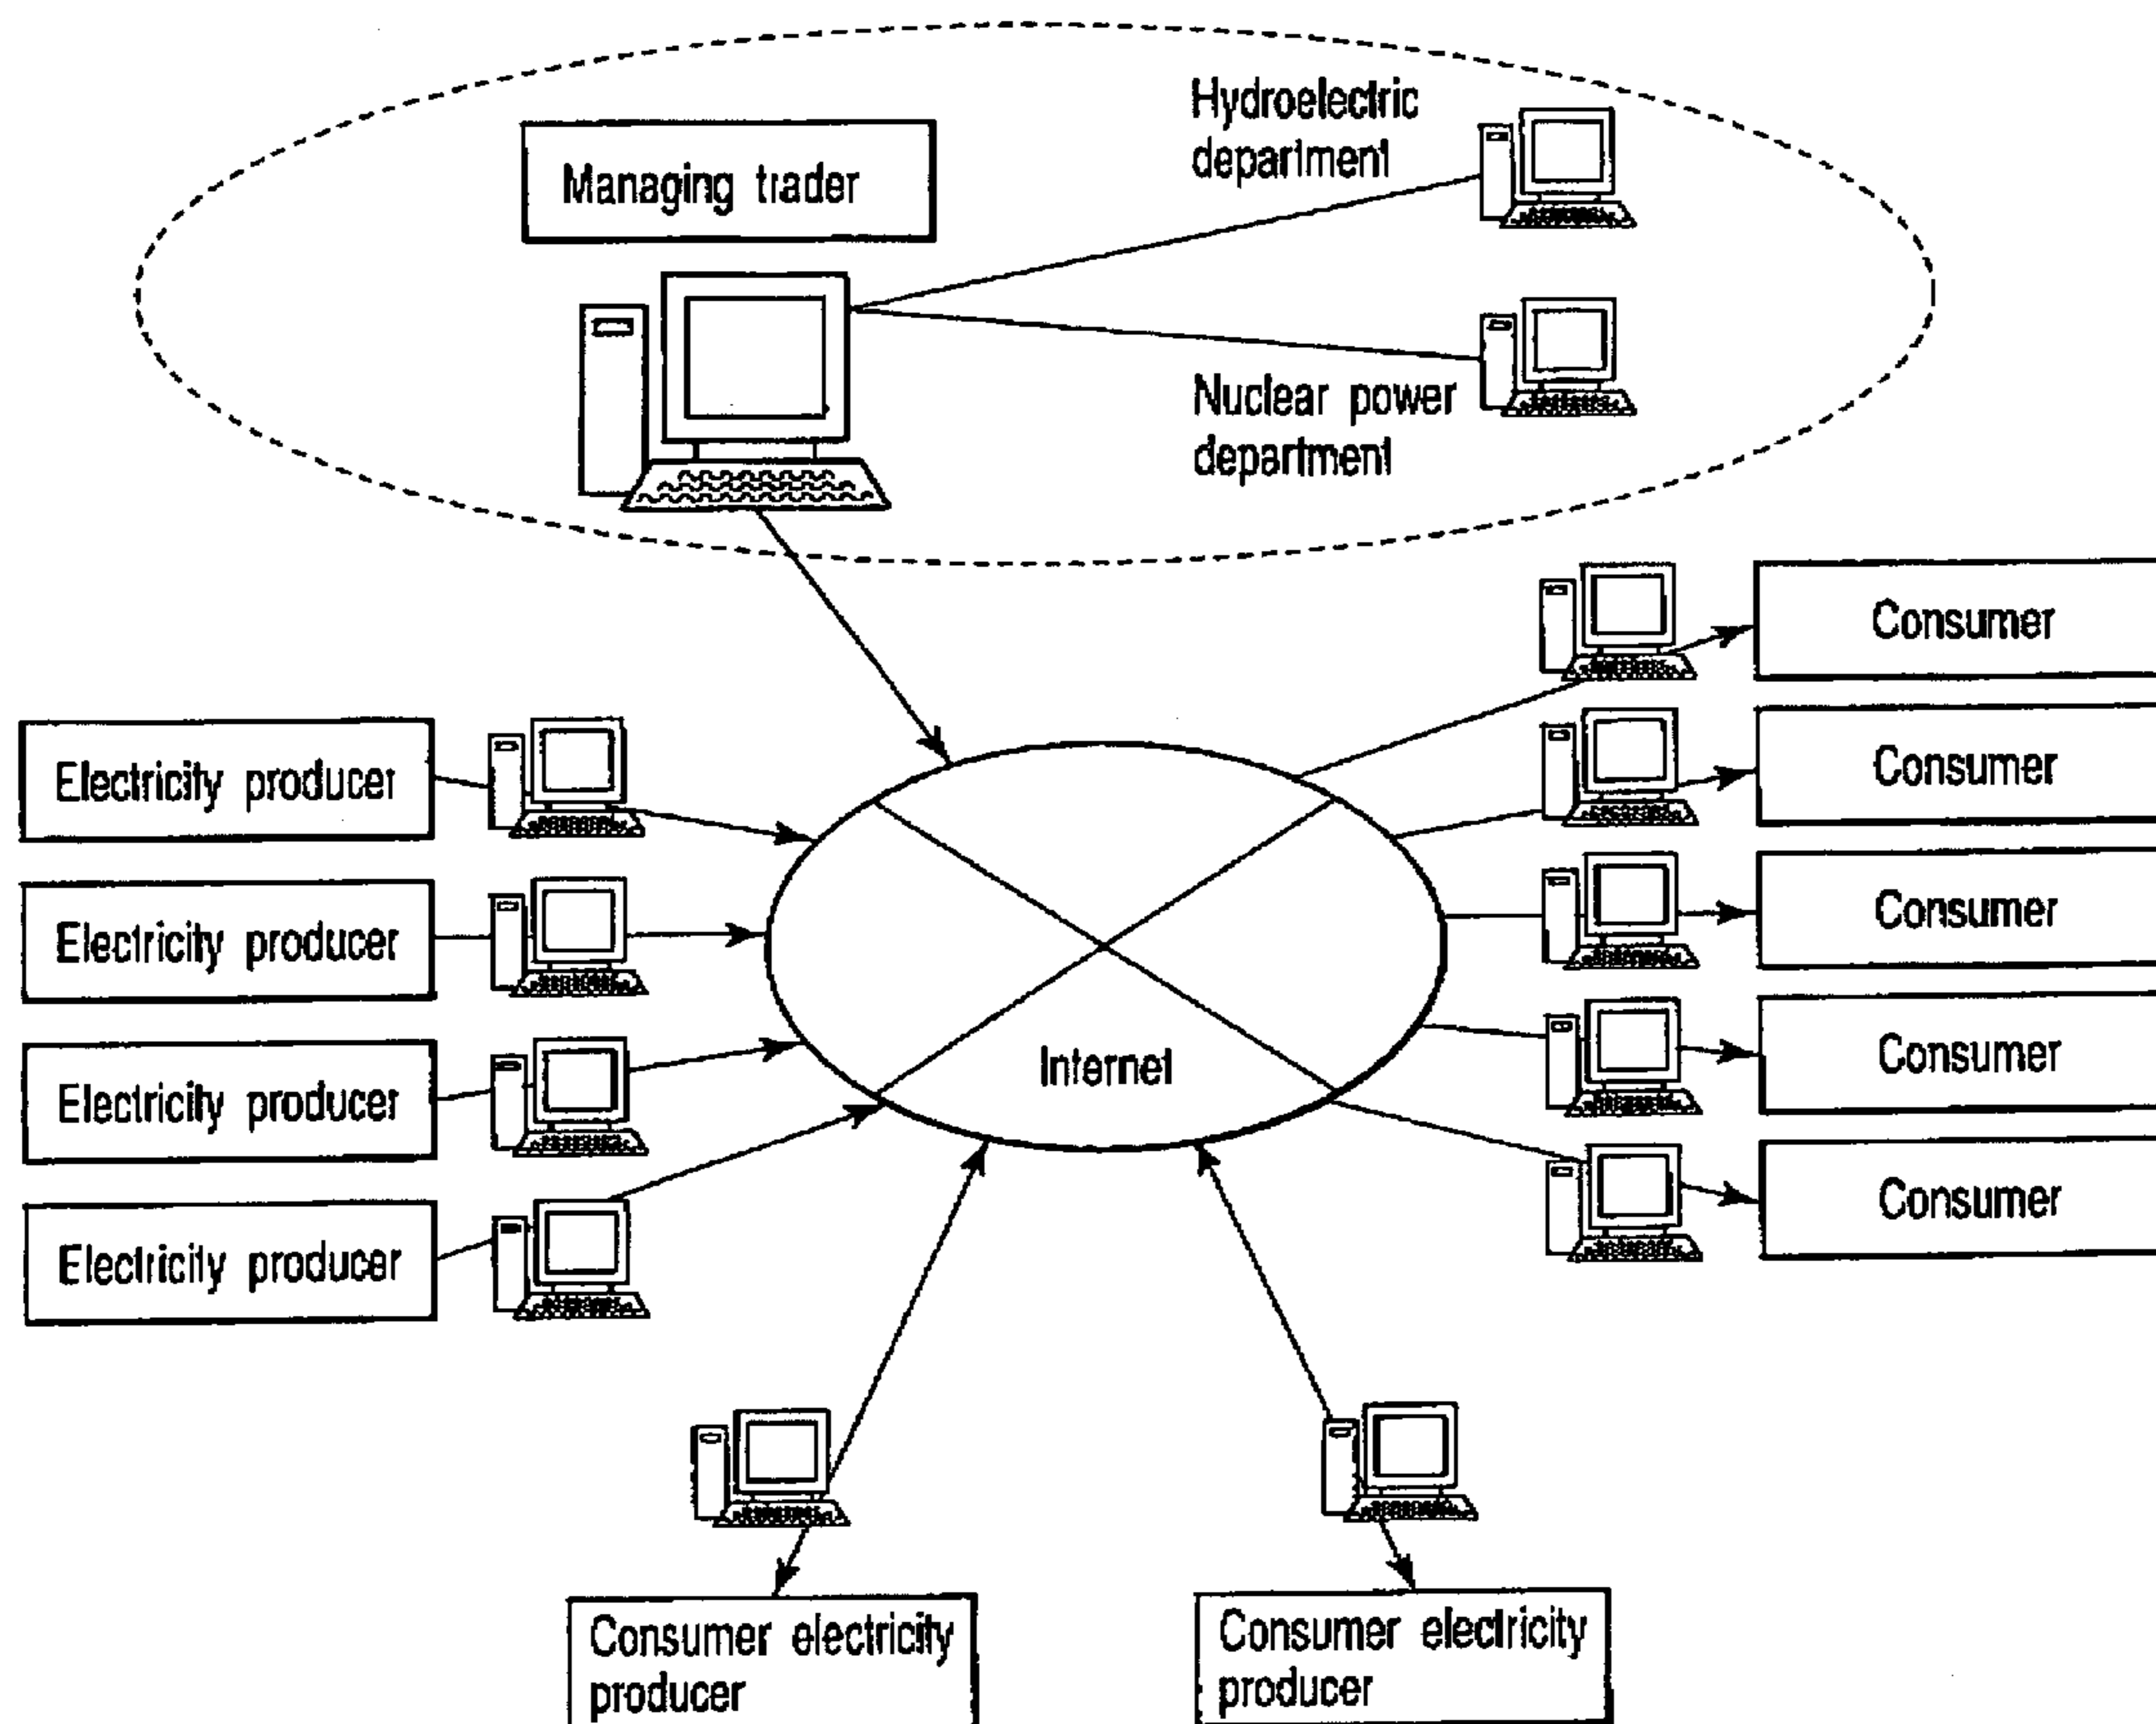 Hydroelectric
department
Managing trader
Nuclear power
department
Consumer
Consumer
Electricity producer
Consumer
Electricity producer
Consumer
Internet
Electricity producer
Consumer
Electricity producer
Consumer electricity
producer
Consumer electricity
producer